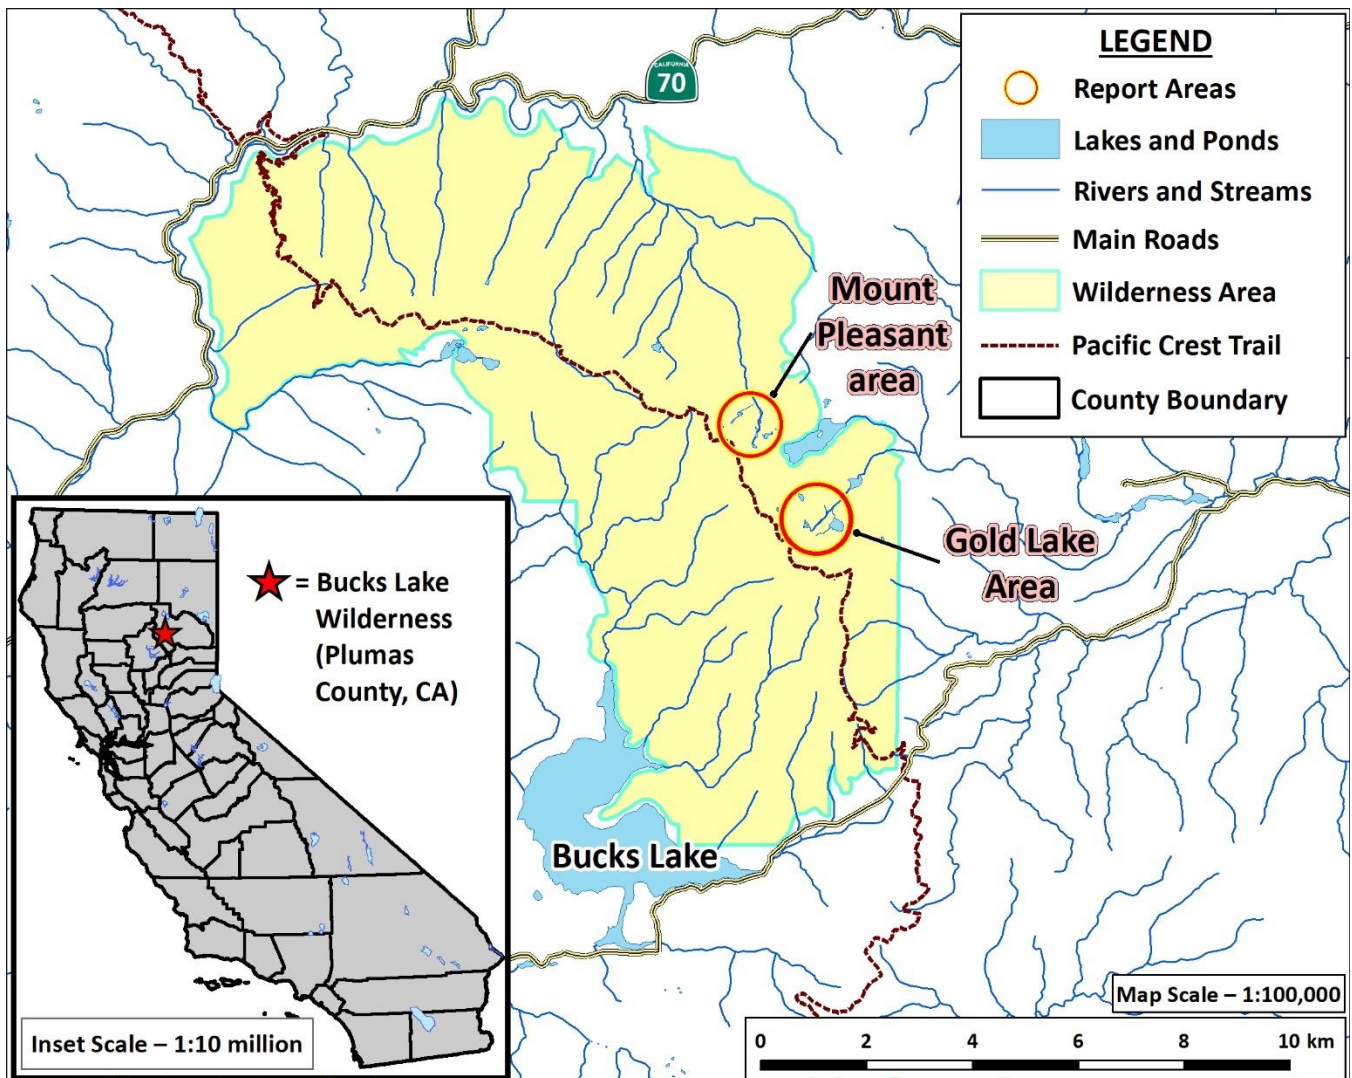 CALIFORNIA
70
LEGEND
Report Areas
Lakes and Ponds
Rivers and Streams
Main Roads
Wilderness Area
Pacific Crest Trail
County Boundary
Mount
Pleasant
area
Gold Lake
Area
= Bucks Lake
Wilderness
(Plumas
County, CA)
Bucks Lake
Inset Scale – 1:10 million
Map Scale – 1:100,000
0 2 4 6 8 10 km